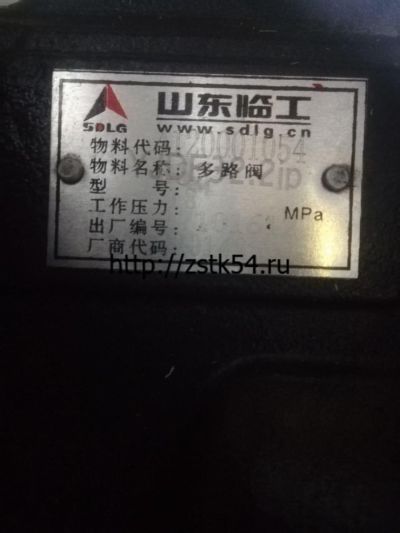 SDLG
山东临工
www.sdlg.cn
物料代码:
物料名称:多路阀
型 号:
工作压力: MPa
出厂编号:
厂商代码:
http://zstk54.ru